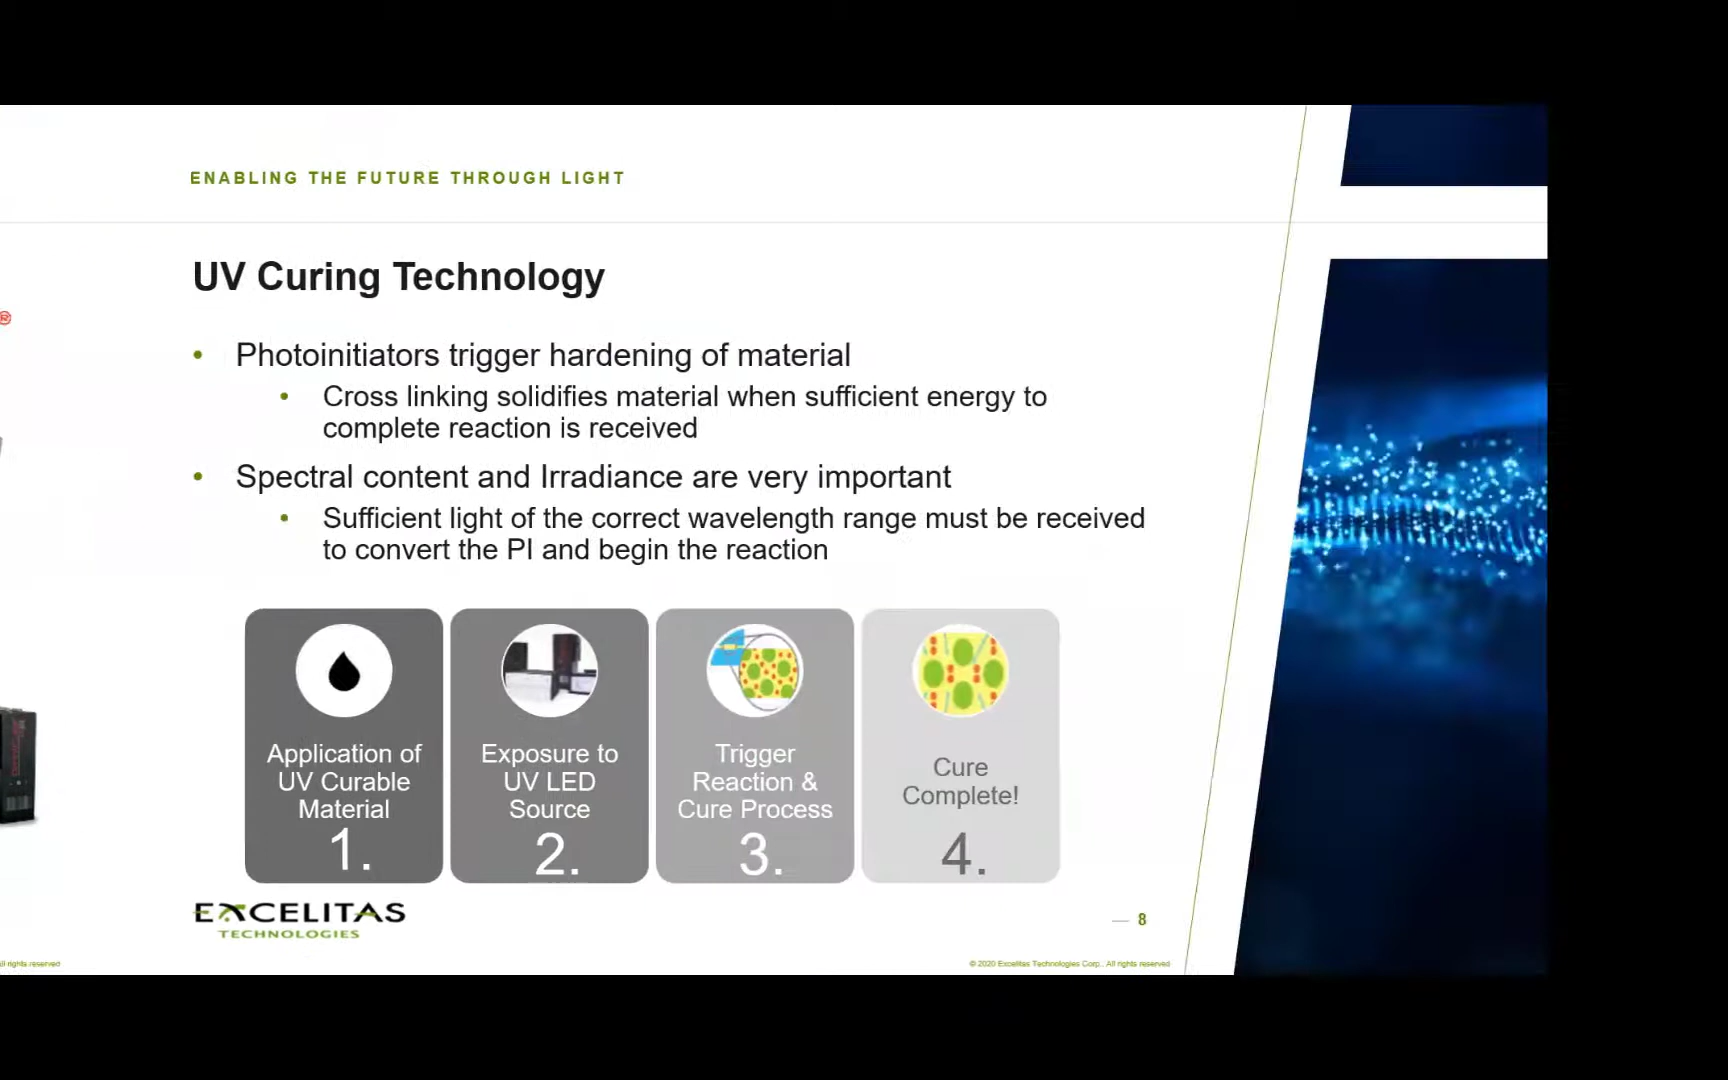 ENABLING THE FUTURE THROUGH LIGHT
UV Curing Technology
®
• Photoinitiators trigger hardening of material
• Cross linking solidifies material when sufficient energy to
complete reaction is received
• Spectral content and Irradiance are very important
• Sufficient light of the correct wavelength range must be received
to convert the PI and begin the reaction
Application of
UV Curable
Material
1.
Exposure to
UV LED
Source
2.
Trigger
Reaction &
Cure Process
3.
Cure
Complete!
4.
EXCELITAS
TECHNOLOGIES
8
ll rights reserved
© 2020 Excelitas Technologies Corp.. All rights reserved